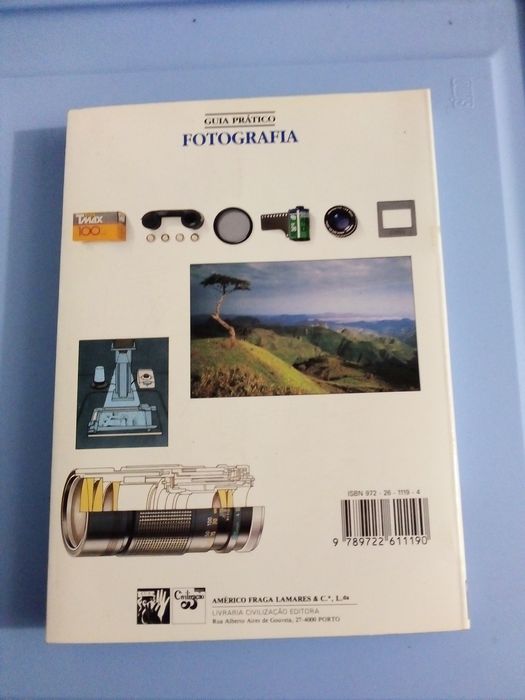 GUIA PRÁTICO
FOTOGRAFIA
TMAX
100
ISBN 972 - 26 - 1119 - 4
9 789722 611190
Civilização
AMÉRICO FRAGA LAMARES & C.ª, L.da
LIVRARIA CIVILIZAÇÃO EDITORA
Rua Alberto Aires de Gouveia, 27-4000 PORTO